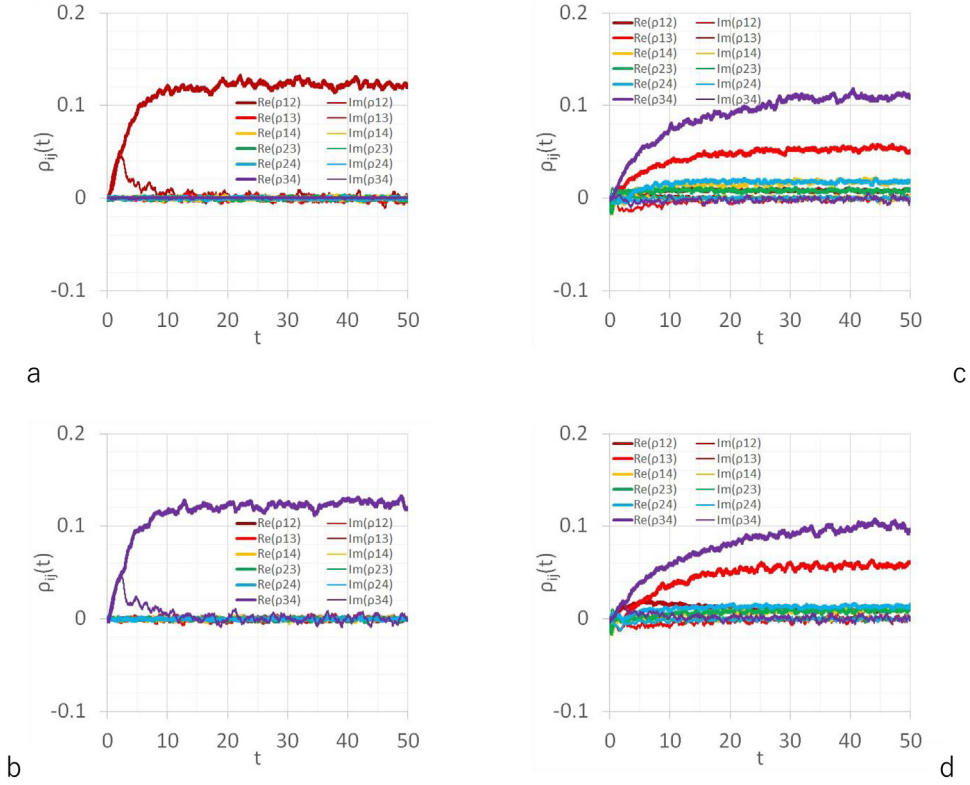 0.2
0.1
0
-0.1
ρij(t)
0 10 20 30 40 50
t
Re(ρ12) Im(ρ12)
Re(ρ13) Im(ρ13)
Re(ρ14) Im(ρ14)
Re(ρ23) Im(ρ23)
Re(ρ24) Im(ρ24)
Re(ρ34) Im(ρ34)
a
0.2
0.1
0
-0.1
ρij(t)
0 10 20 30 40 50
t
Re(ρ12) Im(ρ12)
Re(ρ13) Im(ρ13)
Re(ρ14) Im(ρ14)
Re(ρ23) Im(ρ23)
Re(ρ24) Im(ρ24)
Re(ρ34) Im(ρ34)
c
0.2
0.1
0
-0.1
ρij(t)
0 10 20 30 40 50
t
Re(ρ12) Im(ρ12)
Re(ρ13) Im(ρ13)
Re(ρ14) Im(ρ14)
Re(ρ23) Im(ρ23)
Re(ρ24) Im(ρ24)
Re(ρ34) Im(ρ34)
b
0.2
0.1
0
-0.1
ρij(t)
0 10 20 30 40 50
t
Re(ρ12) Im(ρ12)
Re(ρ13) Im(ρ13)
Re(ρ14) Im(ρ14)
Re(ρ23) Im(ρ23)
Re(ρ24) Im(ρ24)
Re(ρ34) Im(ρ34)
d